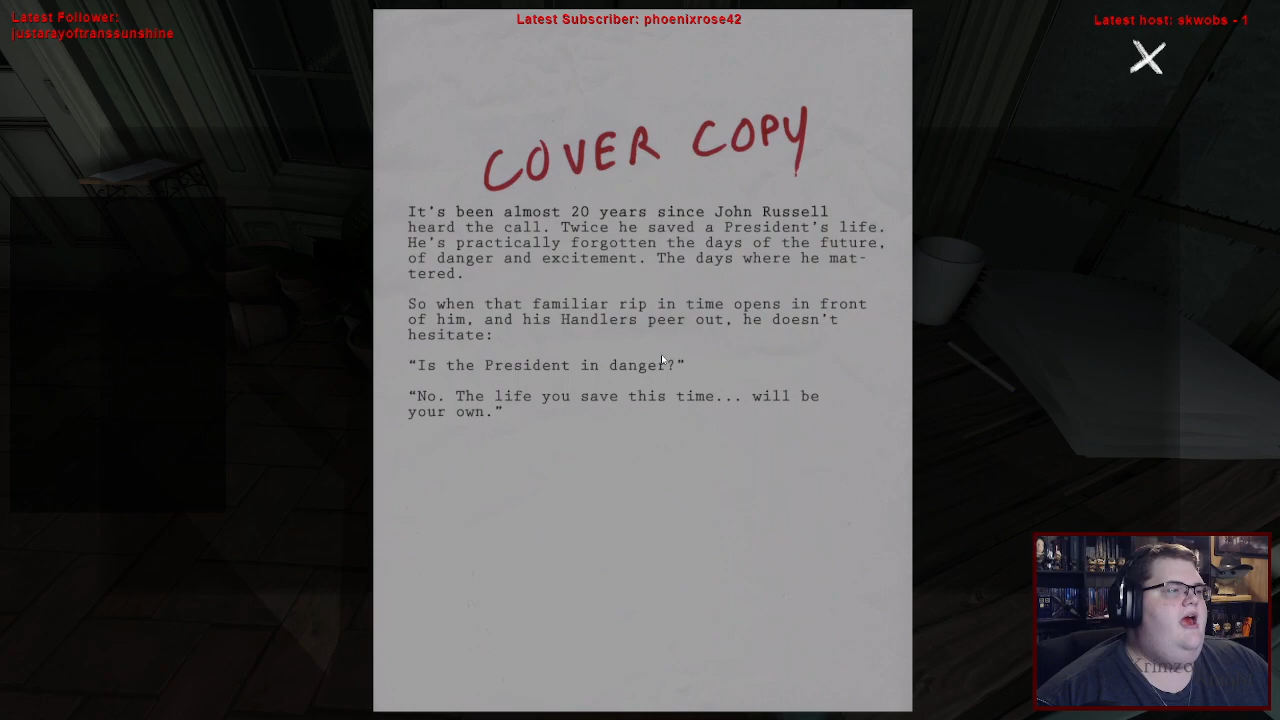 Latest Follower:
justarayoftranssunshine
Latest Subscriber: phoenixrose42
Latest host: skwobs - 1
COVER COPY
It's been almost 20 years since John Russell
heard the call. Twice he saved a President's life.
He's practically forgotten the days of the future,
of danger and excitement. The days where he mat-
tered.
So when that familiar rip in time opens in front
of him, and his Handlers peer out, he doesn't
hesitate:
“Is the President in danger?”
“No. The life you save this time... will be
your own.”